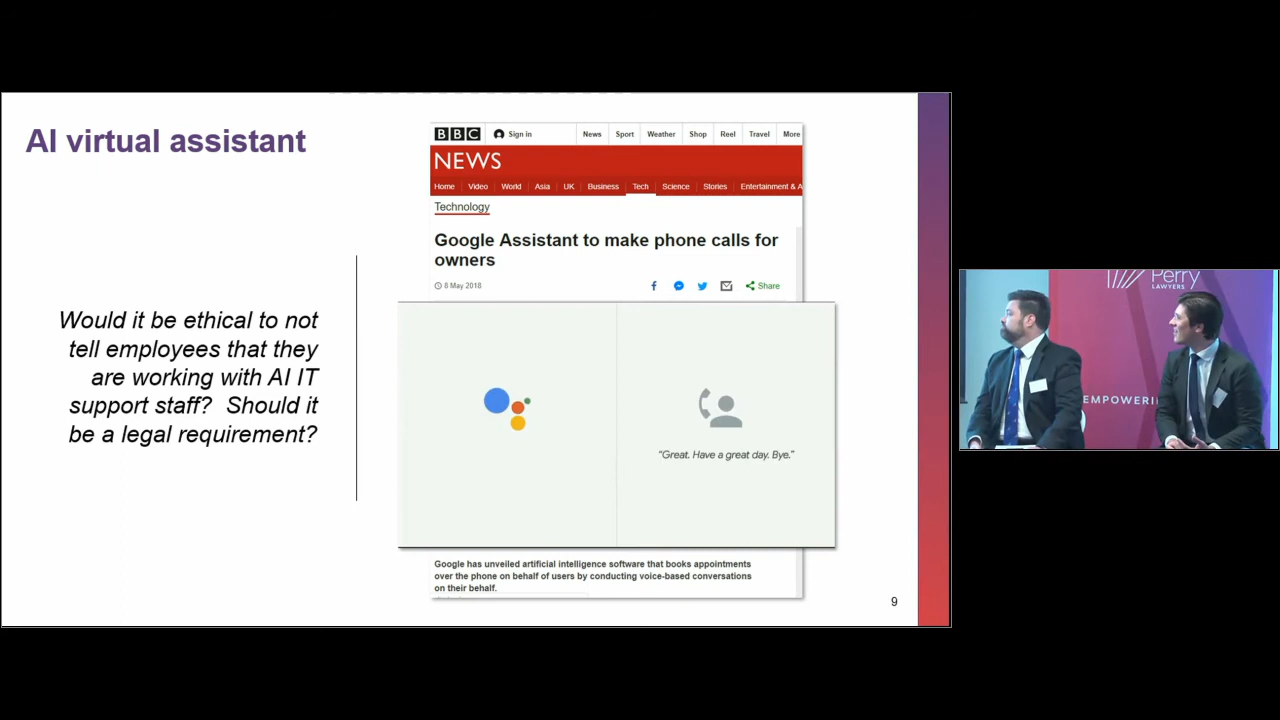 AI virtual assistant
Would it be ethical to not
tell employees that they
are working with AI IT
support staff? Should it
be a legal requirement?
BBC Sign in News Sport Weather Shop Reel Travel More
NEWS
Home Video World Asia UK Business Tech Science Stories Entertainment & A
Technology
Google Assistant to make phone calls for
owners
8 May 2018
Share
“Great. Have a great day. Bye.”
Google has unveiled artificial intelligence software that books appointments
over the phone on behalf of users by conducting voice-based conversations
on their behalf.
9
Perry
LAWYERS
EMPOWERI